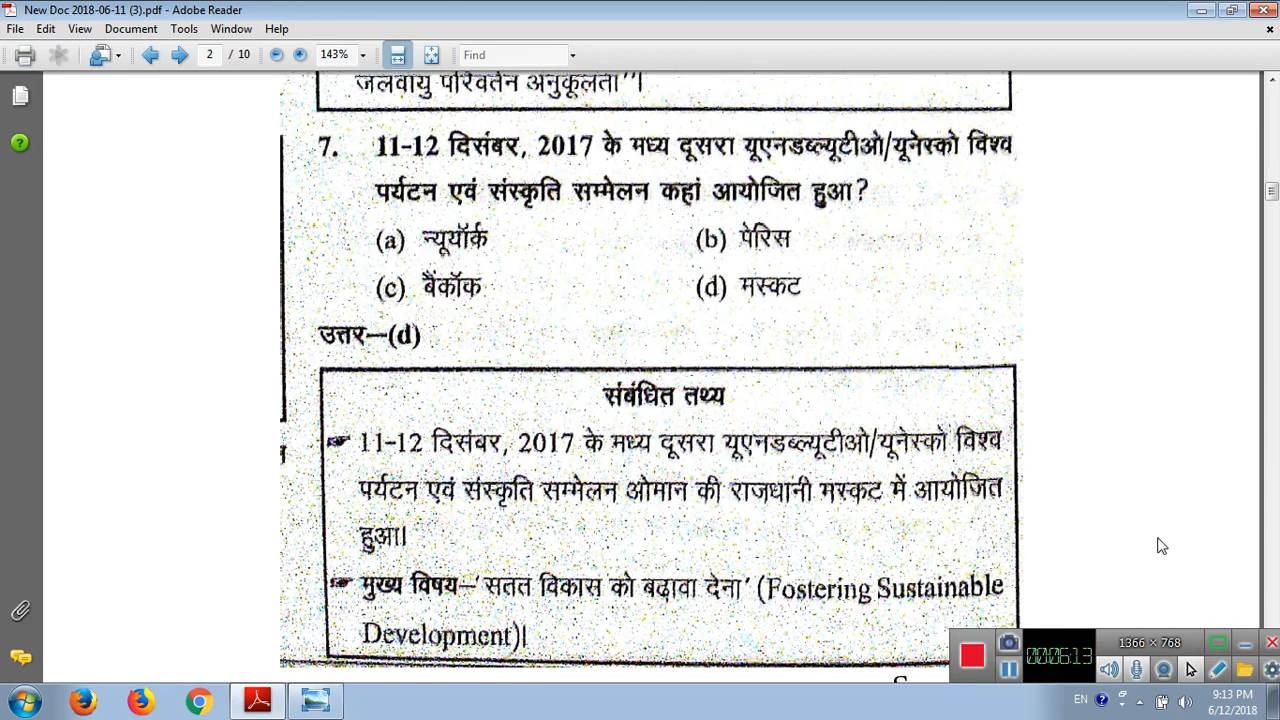 New Doc 2018-06-11 (3).pdf - Adobe Reader
File Edit View Document Tools Window Help
2 / 10 143% Find
जलवायु परिवर्तन अनुकूलता''।
7. 11-12 दिसंबर, 2017 के मध्य दूसरा यूएनडब्ल्यूटीओ/यूनेस्को विश्व
पर्यटन एवं संस्कृति सम्मेलन कहां आयोजित हुआ?
(a) न्यूयॉर्क (b) पेरिस
(c) बैंकॉक (d) मस्कट
उत्तर—(d)
संबंधित तथ्य
11-12 दिसंबर, 2017 के मध्य दूसरा यूएनडब्ल्यूटीओ/यूनेस्को विश्व
पर्यटन एवं संस्कृति सम्मेलन ओमान की राजधानी मस्कट में आयोजित
हुआ।
मुख्य विषय–'सतत विकास को बढ़ावा देना' (Fostering Sustainable
Development)।
1366 × 768
00:06:13
EN 9:13 PM
6/12/2018